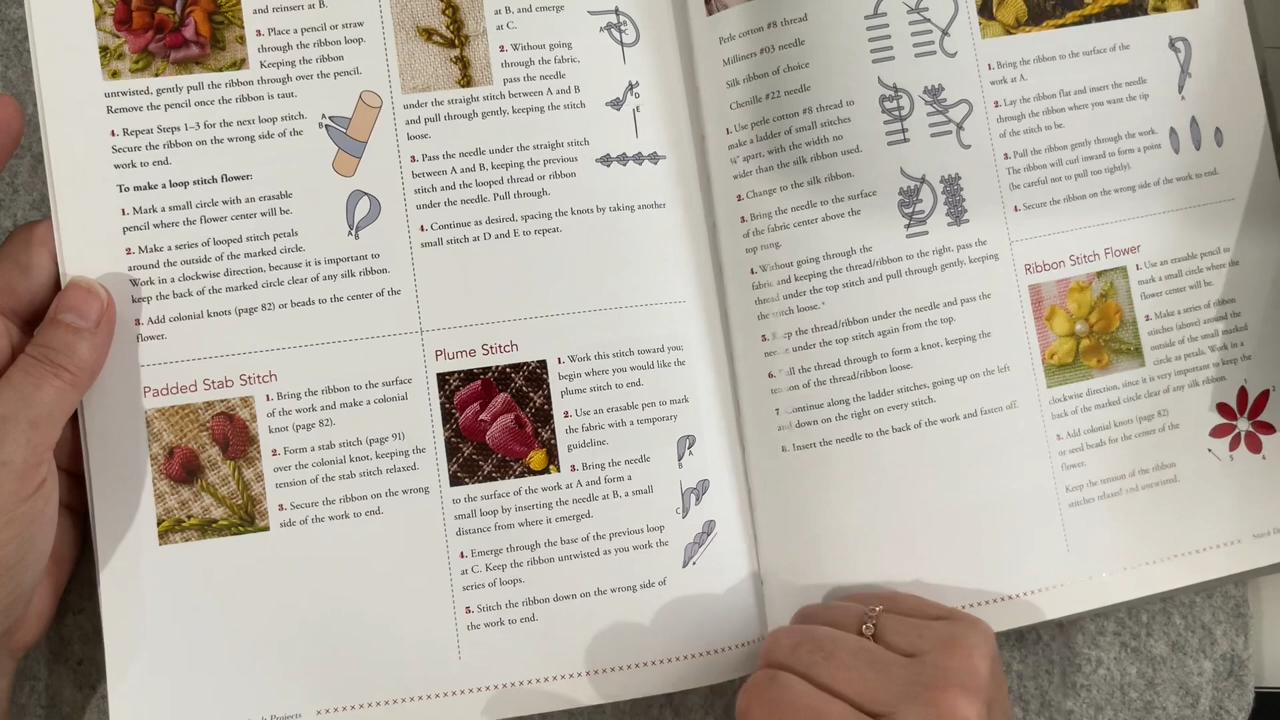 and reinsert at B.
3. Place a pencil or straw
through the ribbon loop.
Keeping the ribbon
untwisted, gently pull the ribbon through over the pencil.
Remove the pencil once the ribbon is taut.
4. Repeat Steps 1–3 for the next loop stitch.
Secure the ribbon on the wrong side of the
work to end.
A
B
To make a loop stitch flower:
1. Mark a small circle with an erasable
pencil where the flower center will be.
2. Make a series of looped stitch petals
around the outside of the marked circle.
Work in a clockwise direction, because it is important to
keep the back of the marked circle clear of any silk ribbon.
A B
3. Add colonial knots (page 82) or beads to the center of the
flower.
Padded Stab Stitch
1. Bring the ribbon to the surface
of the work and make a colonial
knot (page 82).
2. Form a stab stitch (page 91)
over the colonial knot, keeping the
tension of the stab stitch relaxed.
3. Secure the ribbon on the wrong
side of the work to end.
Projects
at B, and emerge
at C.
2. Without going
through the fabric,
pass the needle
under the straight stitch between A and B
and pull through gently, keeping the stitch
loose.
A B
C
D
E
3. Pass the needle under the straight stitch
between A and B, keeping the previous
stitch and the looped thread or ribbon
under the needle. Pull through.
4. Continue as desired, spacing the knots by taking another
small stitch at D and E to repeat.
Plume Stitch
1. Work this stitch toward you;
begin where you would like the
plume stitch to end.
2. Use an erasable pen to mark
the fabric with a temporary
guideline.
3. Bring the needle
to the surface of the work at A and form a
small loop by inserting the needle at B, a small
distance from where it emerged.
A
B
C
4. Emerge through the base of the previous loop
at C. Keep the ribbon untwisted as you work the
series of loops.
5. Stitch the ribbon down on the wrong side of
the work to end.
Perle cotton #8 thread
Milliners #03 needle
Silk ribbon of choice
Chenille #22 needle
1. Use perle cotton #8 thread to
make a ladder of small stitches
¼" apart, with the width no
wider than the silk ribbon used.
2. Change to the silk ribbon.
3. Bring the needle to the surface
of the fabric center above the
top rung.
4. Without going through the
fabric and keeping the thread/ribbon to the right, pass the
thread under the top stitch and pull through gently, keeping
the stitch loose.*
5. the thread/ribbon under the needle and pass the
under the top stitch again from the top.
6. the thread through to form a knot, keeping the
of the thread/ribbon loose.
7 Continue along the ladder stitches, going up on the left
and down on the right on every stitch.
8. Insert the needle to the back of the work and fasten off.
1. Bring the ribbon to the surface of the
work at A.
2. Lay the ribbon flat and insert the needle
through the ribbon where you want the tip
of the stitch to be.
A
3. Pull the ribbon gently through the work.
The ribbon will curl inward to form a point
(be careful not to pull too tightly).
4. Secure the ribbon on the wrong side of the work to end.
Ribbon Stitch Flower
1. Use an erasable pencil to
mark a small circle where the
flower center will be.
2. Make a series of ribbon
stitches (above) around the
outside of the small marked
circle as petals. Work in a
clockwise direction, since it is very important to keep the
back of the marked circle clear of any silk ribbon.
3. Add colonial knots (page 82)
or seed beads for the center of the
flower.
Keep the tension of the ribbon
stitches relaxed and untwisted.
1
2
4
5
Stitch